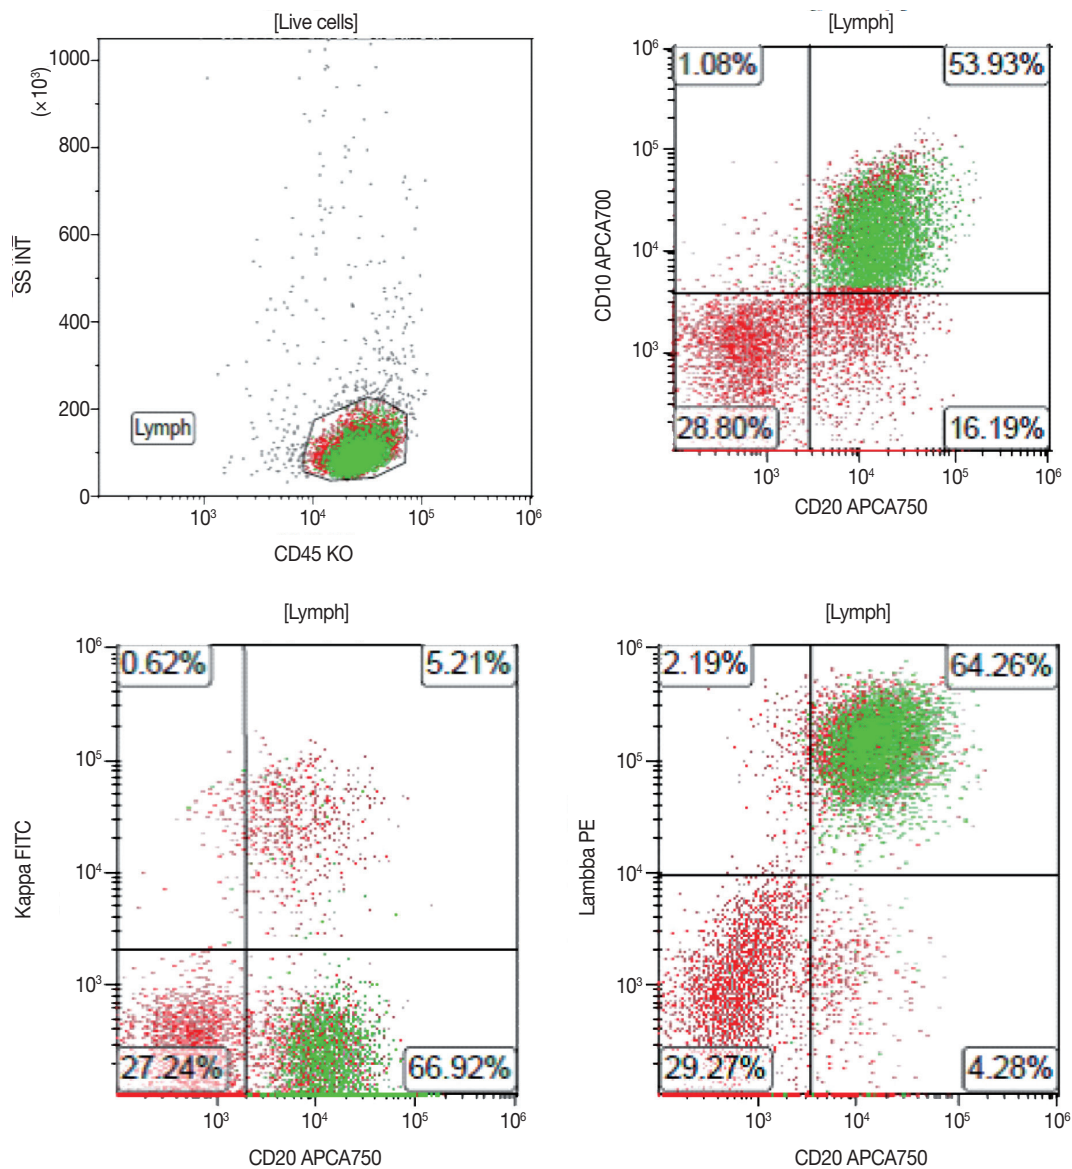 [Live cells]
1000
800
600
400
200
0
(×10³)
SS INT
Lymph
10³ 10⁴ 10⁵ 10⁶
CD45 KO
[Lymph]
1.08% 53.93%
28.80% 16.19%
10⁶
10⁵
10⁴
10³
CD10 APCA700
10³ 10⁴ 10⁵ 10⁶
CD20 APCA750
[Lymph]
0.62% 5.21%
27.24% 66.92%
10⁶
10⁵
10⁴
10³
Kappa FITC
10³ 10⁴ 10⁵ 10⁶
CD20 APCA750
[Lymph]
2.19% 64.26%
29.27% 4.28%
10⁶
10⁵
10⁴
10³
Lambba PE
10³ 10⁴ 10⁵ 10⁶
CD20 APCA750